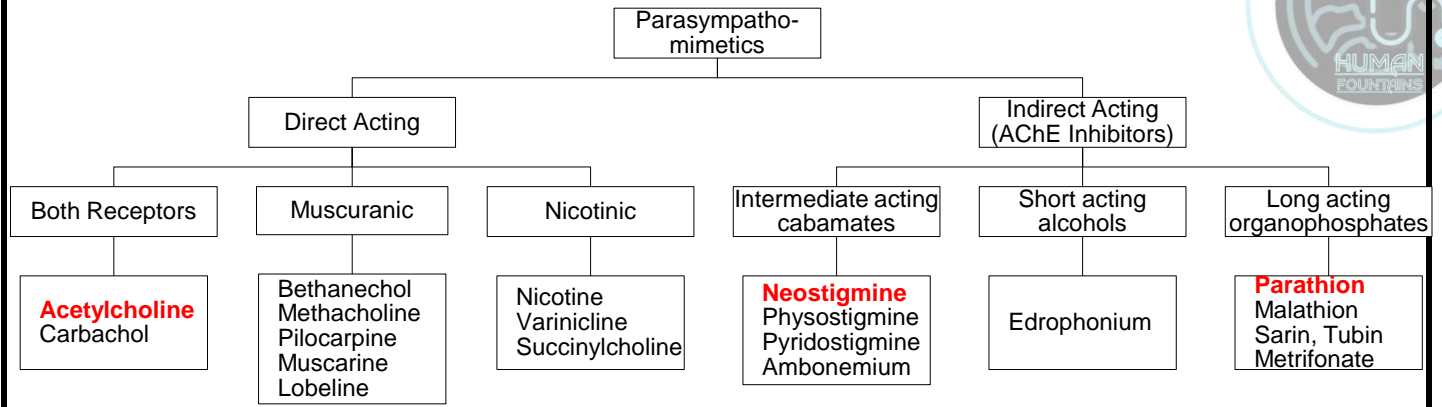 Parasympatho-
mimetics
HUMAN
FOUNTAINS
Direct Acting
Indirect Acting
(AChE Inhibitors)
Both Receptors
Muscuranic
Nicotinic
Intermediate acting
cabamates
Short acting
alcohols
Long acting
organophosphates
Acetylcholine
Carbachol
Bethanechol
Methacholine
Pilocarpine
Muscarine
Lobeline
Nicotine
Varinicline
Succinylcholine
Neostigmine
Physostigmine
Pyridostigmine
Ambonemium
Edrophonium
Parathion
Malathion
Sarin, Tubin
Metrifonate